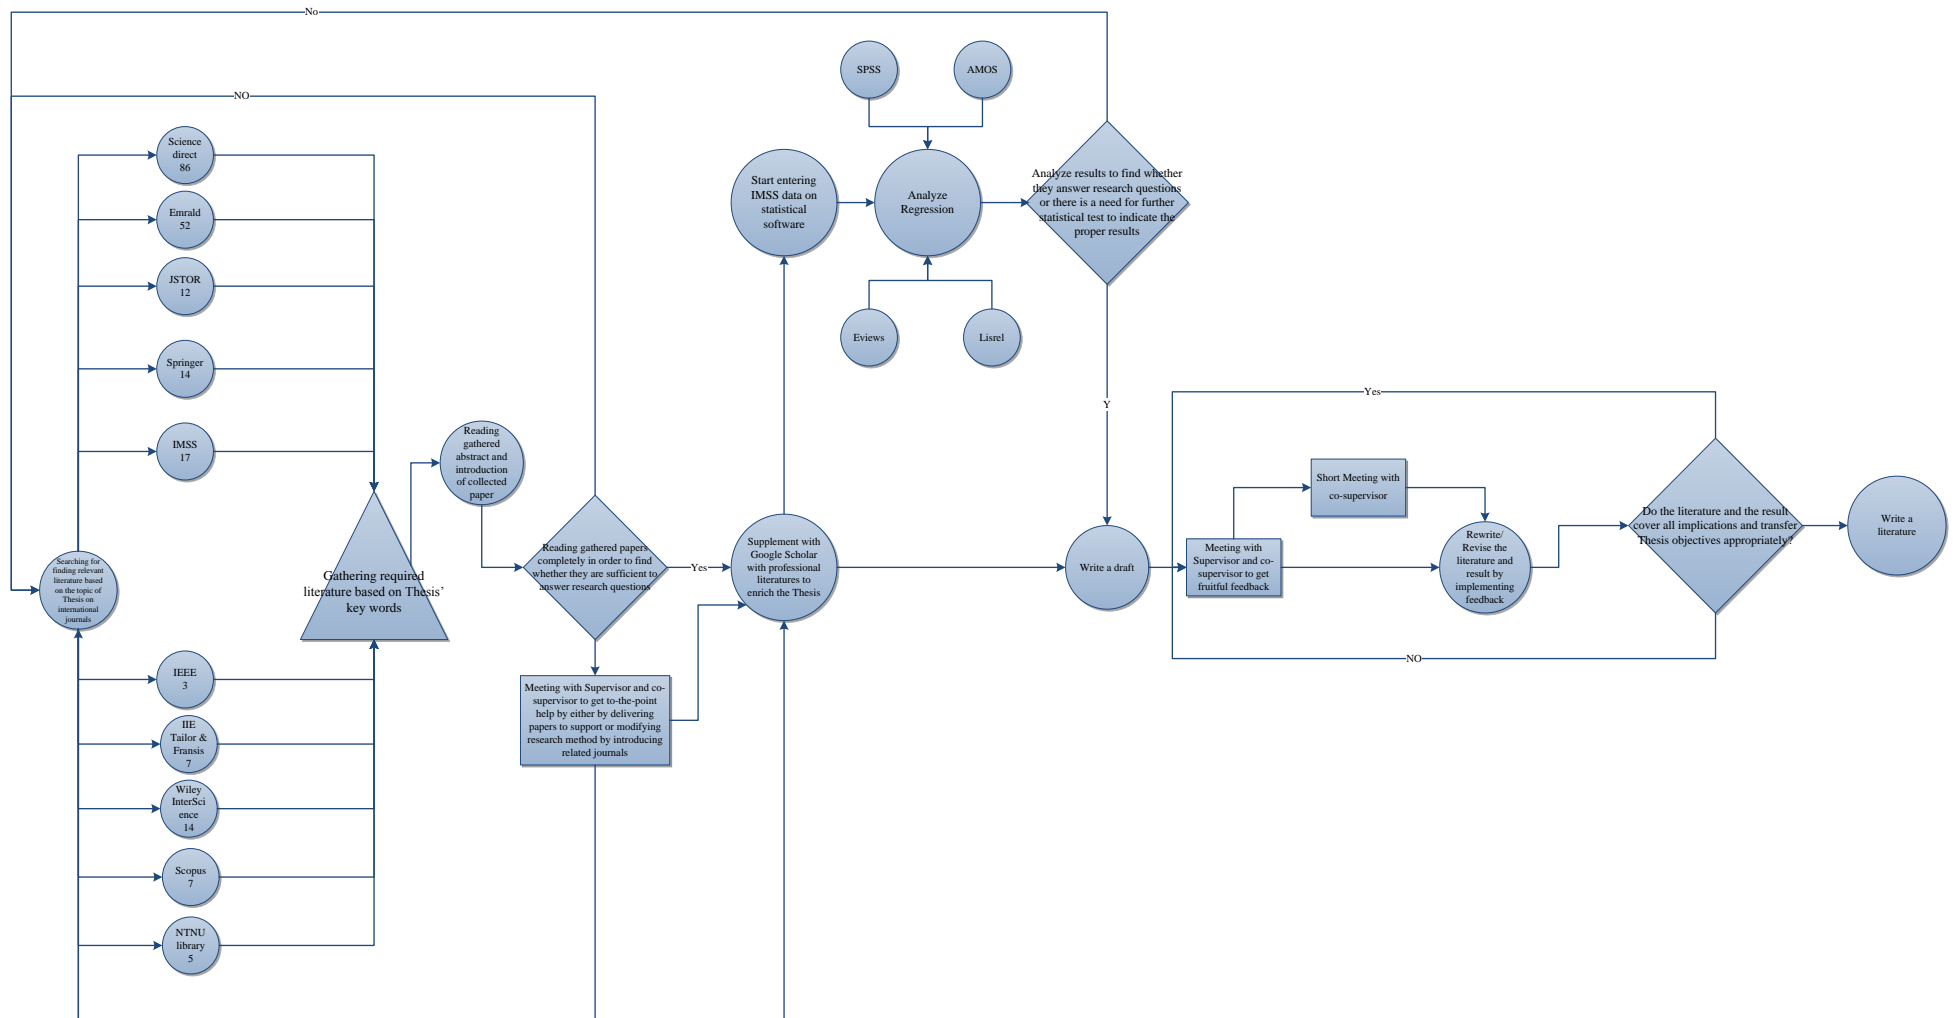 No
SPSS
AMOS
NO
Science
direct
86
Emrald
52
JSTOR
12
Springer
14
IMSS
17
Start entering
IMSS data on
statistical
software
Analyze
Regression
Analyze results to find whether
they answer research questions
or there is a need for further
statistical test to indicate the
proper results
Eviews
Lisrel
Y
Yes
Searching for
finding relevant
literature based
on the topic of
Thesis on
international
journals
Gathering required
literature based on Thesis’
key words
Reading
gathered
abstract and
introduction
of collected
paper
Reading gathered papers
completely in order to find
whether they are sufficient to
answer research questions
Yes
Supplement with
Google Scholar
with professional
literatures to
enrich the Thesis
Write a draft
Meeting with
Supervisor and co-
supervisor to get
fruitful feedback
Short Meeting with
co-supervisor
Rewrite/
Revise the
literature and
result by
implementing
feedback
Do the literature and the result
cover all implications and transfer
Thesis objectives appropriately?
Write a
literature
NO
IEEE
3
IIE
Tailor &
Fransis
7
Wiley
InterSci
ence
14
Scopus
7
NTNU
library
5
Meeting with Supervisor and co-
supervisor to get to-the-point
help by either by delivering
papers to support or modifying
research method by introducing
related journals